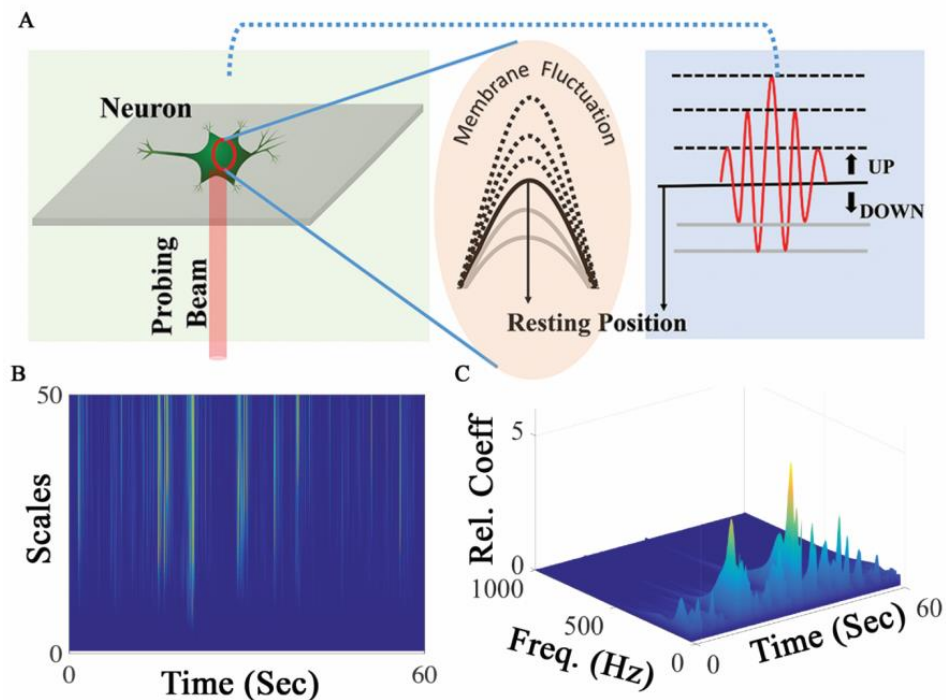 A
Neuron
Probing
Beam
Membrane Fluctuation
UP
DOWN
Resting Position
B
50
Scales
0
0
60
Time (Sec)
C
5
Rel. Coeff
0
1000
500
Freq. (Hz)
0
0
60
Time (Sec)